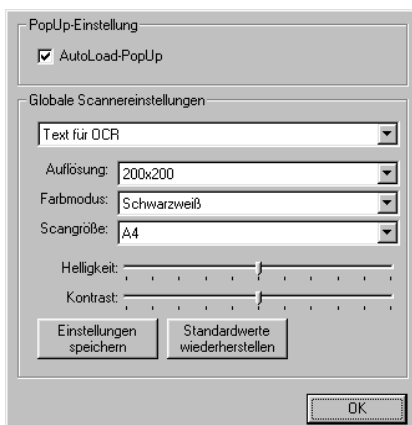 PopUp-Einstellung
AutoLoad-PopUp
Globale Scannereinstellungen
Text für OCR
Auflösung: 200x200
Farbmodus: Schwarzweiß
Scangröße: A4
Helligkeit:
Kontrast:
Einstellungen
speichern
Standardwerte
wiederherstellen
OK